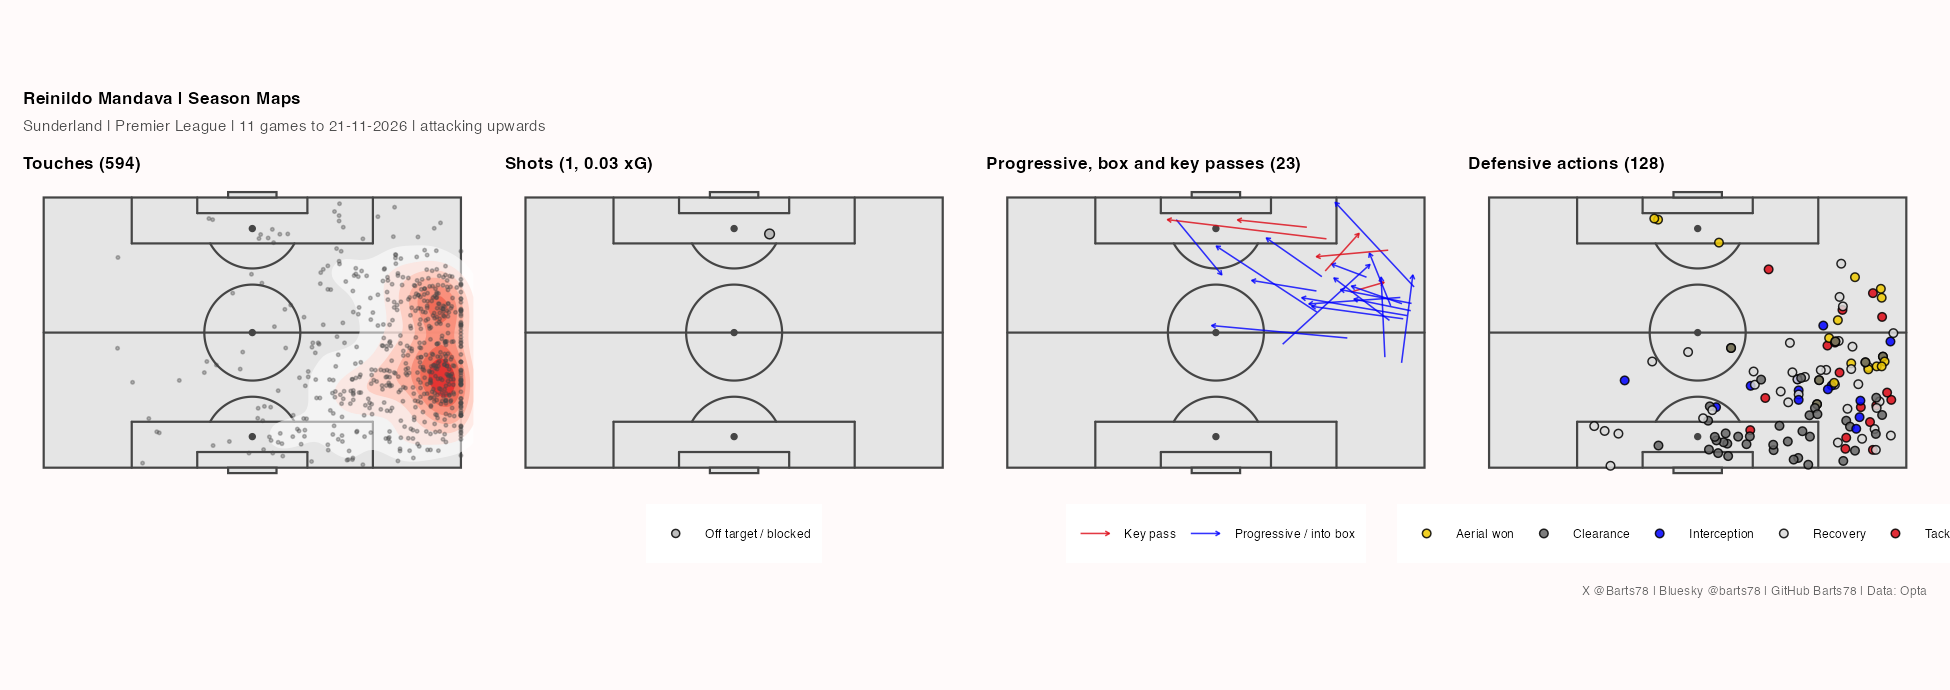 Reinildo Mandava | Season Maps
Sunderland | Premier League | 11 games to 21-11-2026 | attacking upwards
Touches (594)
Shots (1, 0.03 xG)
Progressive, box and key passes (23)
Defensive actions (128)
Off target / blocked
Key pass
Progressive / into box
Aerial won
Clearance
Interception
Recovery
Tack
X @Barts78 | Bluesky @barts78 | GitHub Barts78 | Data: Opta